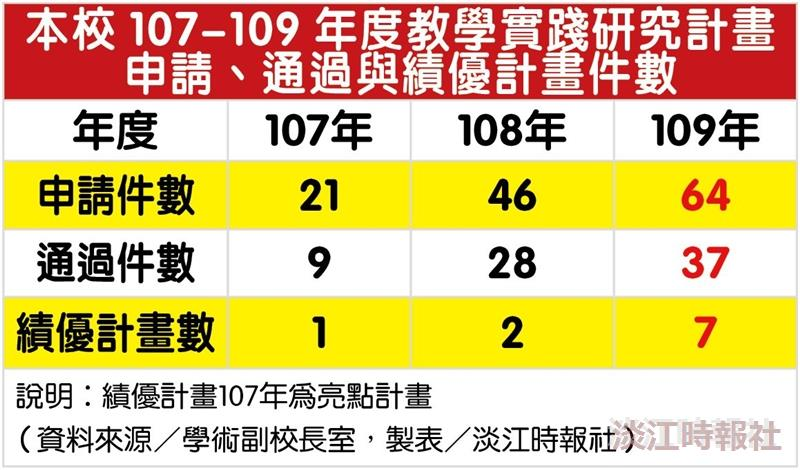 本校 107-109 年度教學實踐研究計畫
申請、通過與績優計畫件數
年度 107年 108年 109年
申請件數 21 46 64
通過件數 9 28 37
績優計畫數 1 2 7
說明：績優計畫107年為亮點計畫
（資料來源／學術副校長室，製表／淡江時報社）
淡江時報社